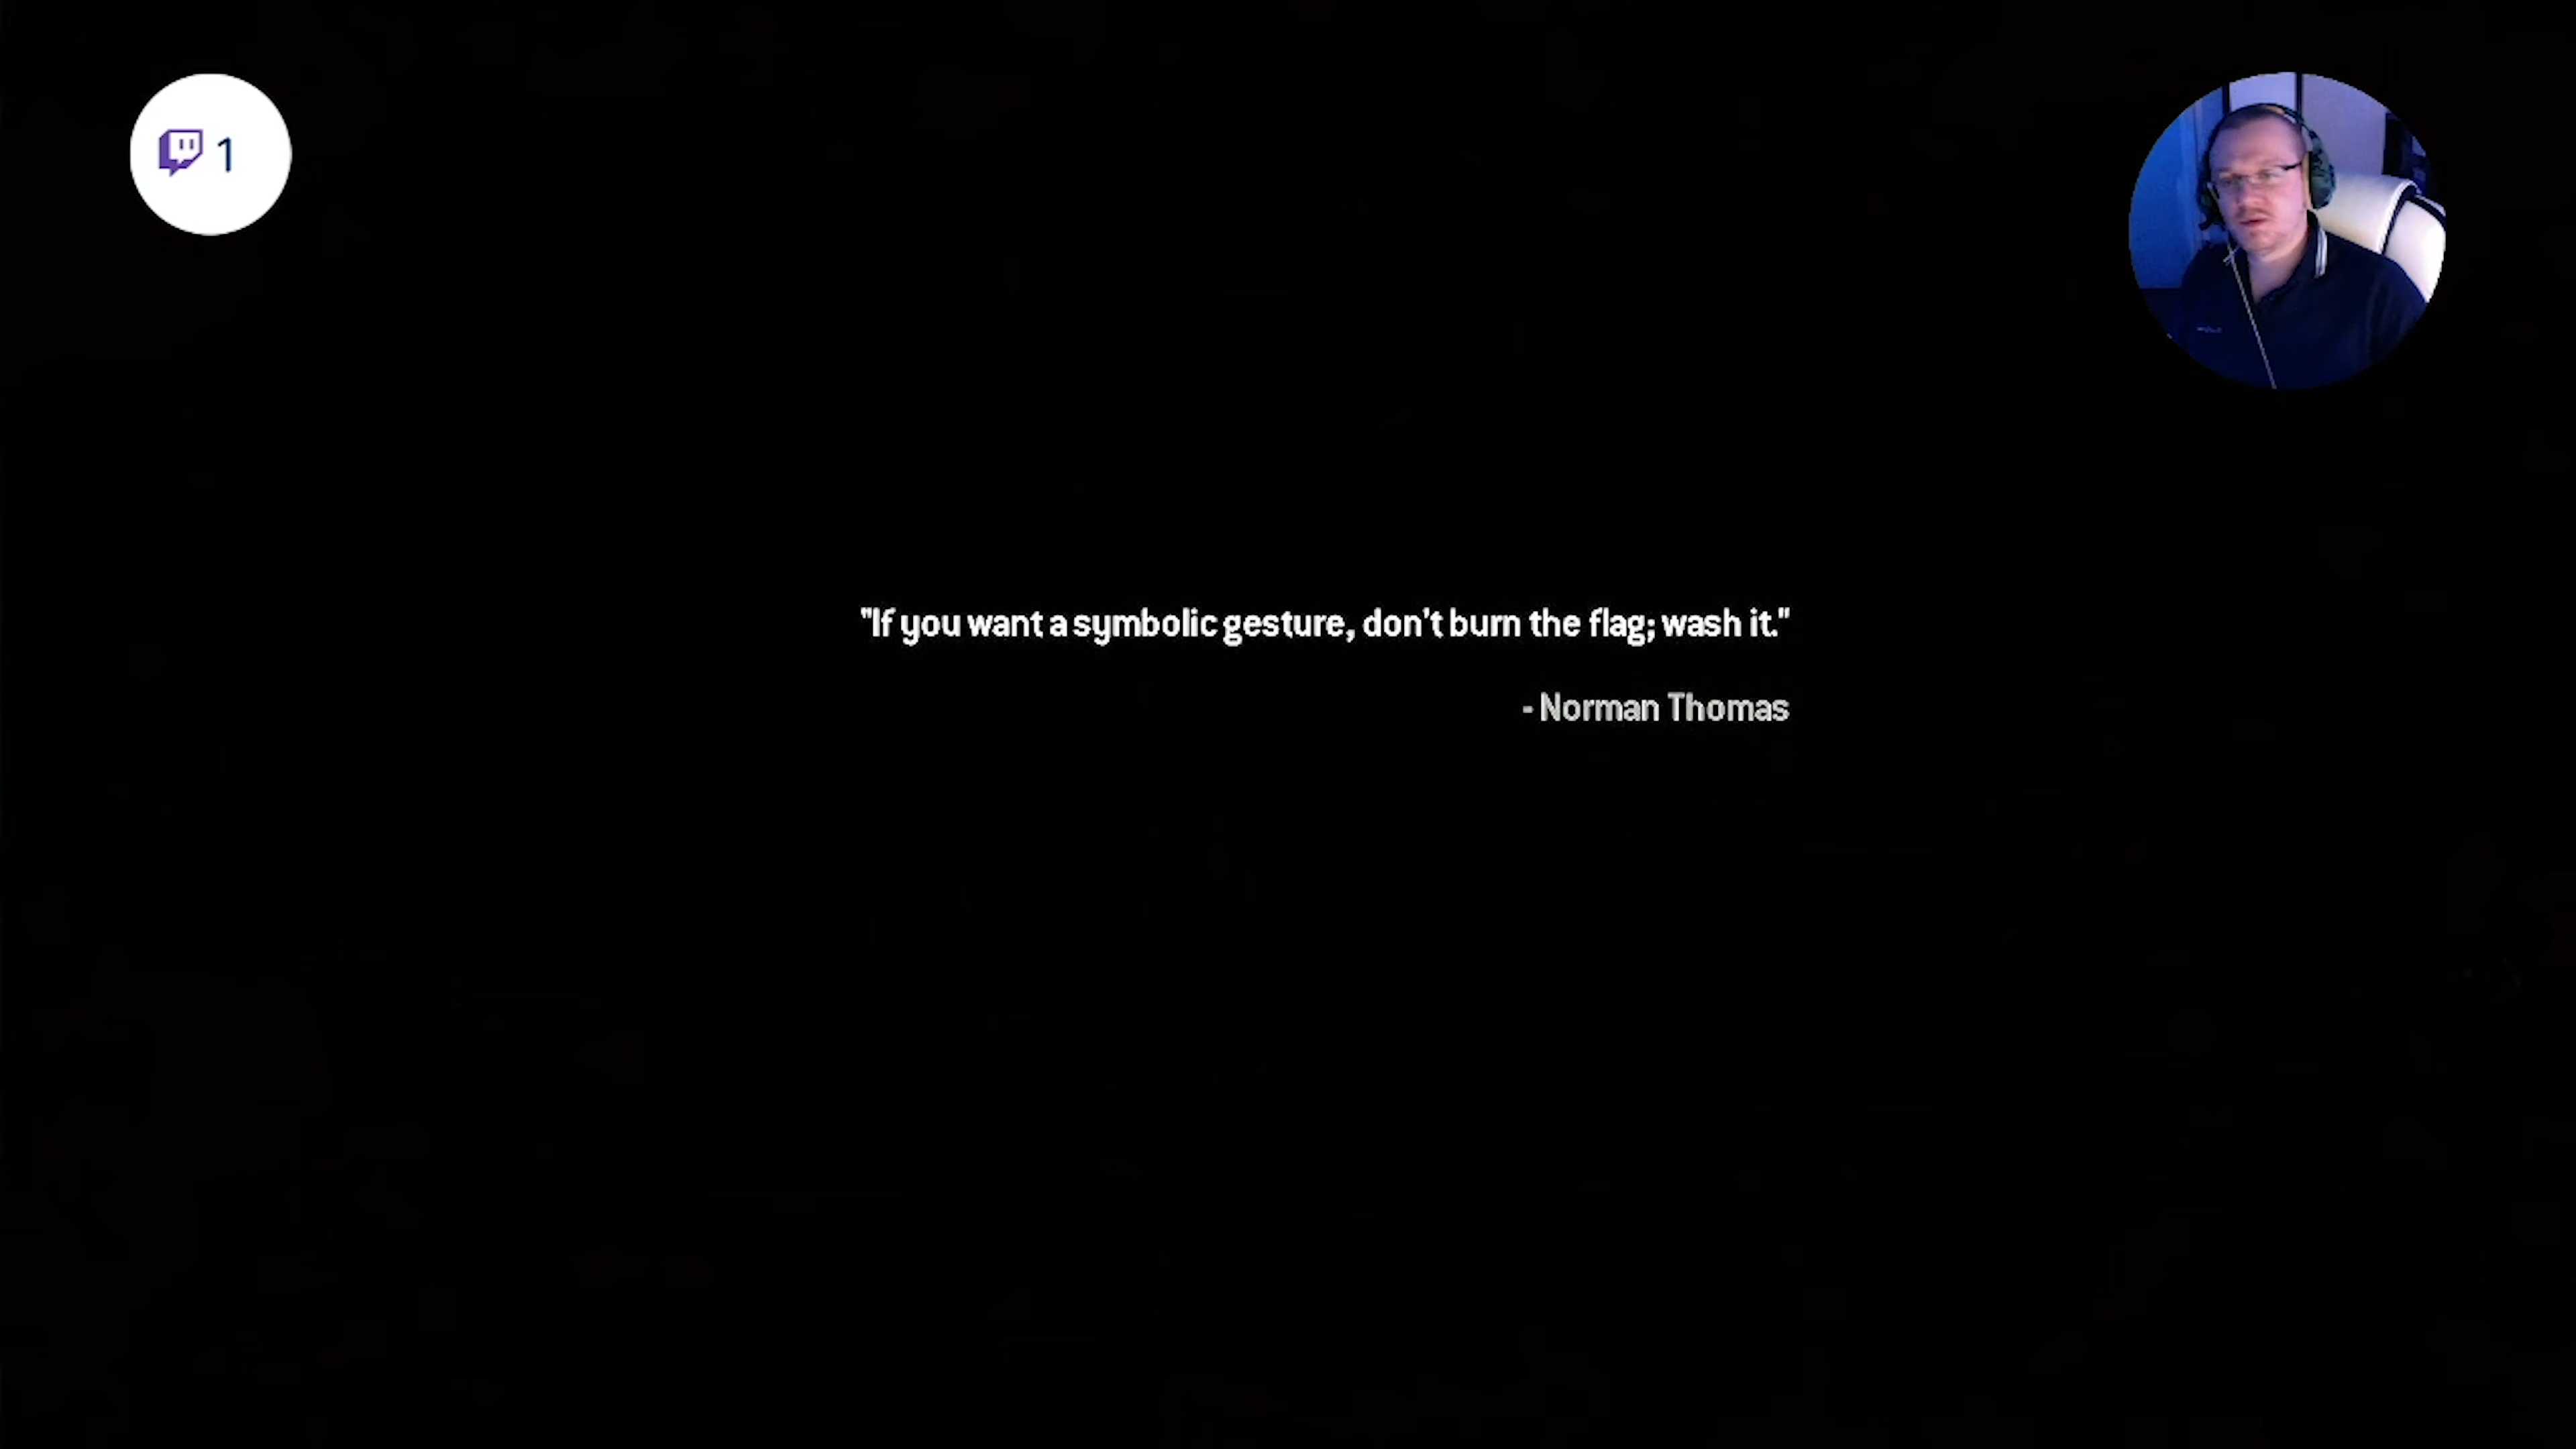 1
"If you want a symbolic gesture, don't burn the flag; wash it."
- Norman Thomas